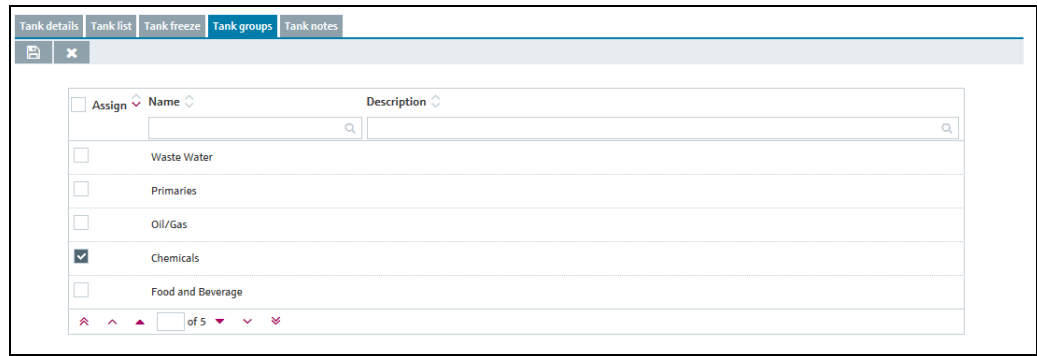 Tank details Tank list Tank freeze Tank groups Tank notes
Assign Name Description
Waste Water
Primaries
Oil/Gas
Chemicals
Food and Beverage
of 5